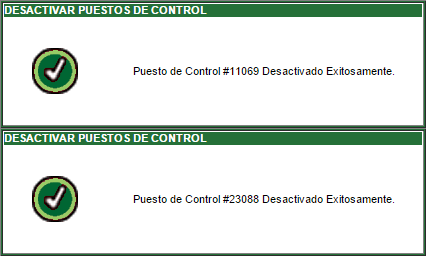 DESACTIVAR PUESTOS DE CONTROL
Puesto de Control #11069 Desactivado Exitosamente.
DESACTIVAR PUESTOS DE CONTROL
Puesto de Control #23088 Desactivado Exitosamente.